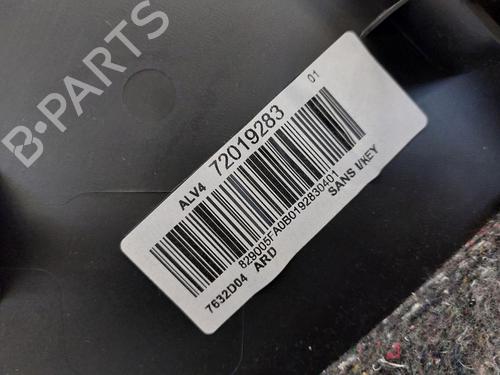 B·PARTS
ALV4 72019283 01
829005FA0B0192830401
7632D04 ARD SANS I/KEY